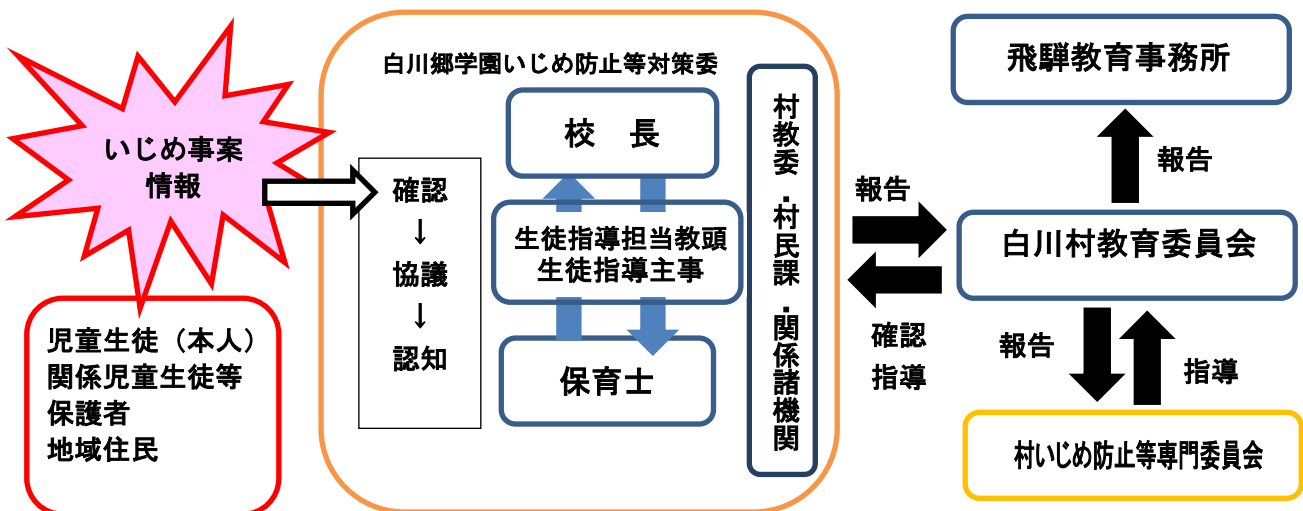 いじめ事案
情報
児童生徒（本人）
関係児童生徒等
保護者
地域住民
白川郷学園いじめ防止等対策委
確認
↓
協議
↓
認知
校　長
生徒指導担当教頭
生徒指導主事
保育士
村教委・村民課・関係諸機関
報告
確認
指導
飛騨教育事務所
報告
白川村教育委員会
報告
指導
村いじめ防止等専門委員会